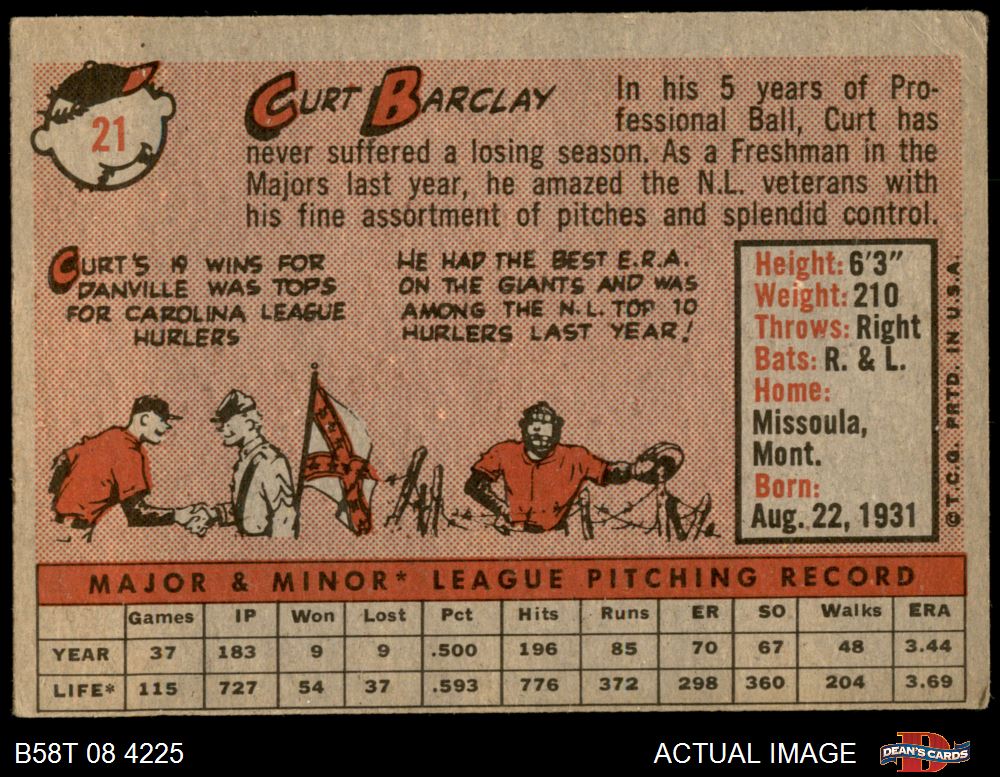 21
CURT BARCLAY
In his 5 years of Pro-
fessional Ball, Curt has
never suffered a losing season. As a Freshman in the
Majors last year, he amazed the N.L. veterans with
his fine assortment of pitches and splendid control.
CURT'S 19 WINS FOR
DANVILLE WAS TOPS
FOR CAROLINA LEAGUE
HURLERS
HE HAD THE BEST E.R.A.
ON THE GIANTS AND WAS
AMONG THE N.L. TOP 10
HURLERS LAST YEAR!
Height: 6'3"
Weight: 210
Throws: Right
Bats: R. & L.
Home:
Missoula,
Mont.
Born:
Aug. 22, 1931
© T.C.G. PRTD. IN U.S.A.
MAJOR & MINOR* LEAGUE PITCHING RECORD
Games IP Won Lost Pct Hits Runs ER SO Walks ERA
YEAR 37 183 9 9 .500 196 85 70 67 48 3.44
LIFE* 115 727 54 37 .593 776 372 298 360 204 3.69
B58T 08 4225
ACTUAL IMAGE
DEAN'S CARDS